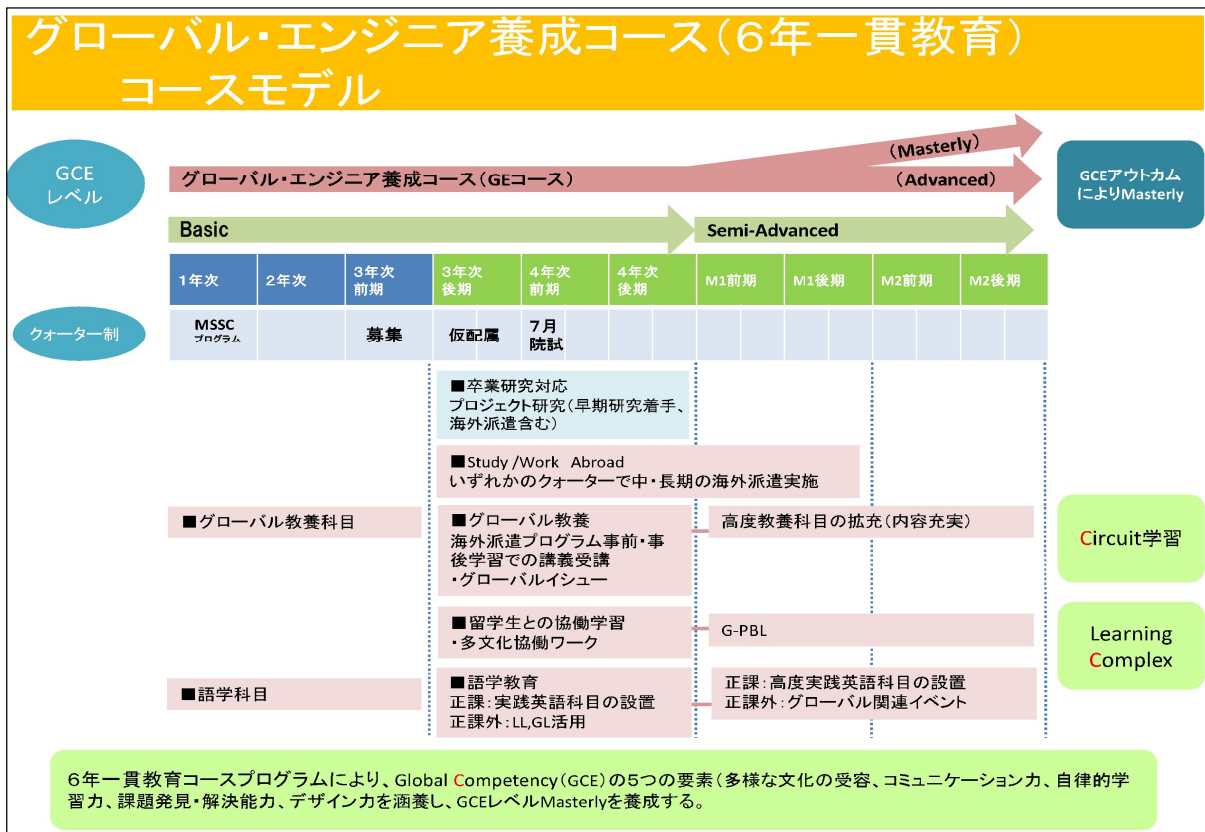 グローバル・エンジニア養成コース(6年一貫教育)
コースモデル
GCE
レベル
(Masterly)
グローバル・エンジニア養成コース(GEコース)
(Advanced)
GCEアウトカム
によりMasterly
Basic
Semi-Advanced
1年次
2年次
3年次
前期
3年次
後期
4年次
前期
4年次
後期
M1前期
M1後期
M2前期
M2後期
クォーター制
MSSC
プログラム
募集
仮配属
7月
院試
■卒業研究対応
プロジェクト研究(早期研究着手、
海外派遣含む)
■Study /Work Abroad
いずれかのクォーターで中・長期の海外派遣実施
■グローバル教養科目
■グローバル教養
海外派遣プログラム事前・事
後学習での講義受講
・グローバルイシュー
高度教養科目の拡充(内容充実)
Circuit学習
■留学生との協働学習
・多文化協働ワーク
G-PBL
Learning
Complex
■語学科目
■語学教育
正課:実践英語科目の設置
正課外:LL,GL活用
正課:高度実践英語科目の設置
正課外:グローバル関連イベント
6年一貫教育コースプログラムにより、Global Competency(GCE)の5つの要素(多様な文化の受容、コミュニケーション力、自律的学
習力、課題発見・解決能力、デザイン力を涵養し、GCEレベルMasterlyを養成する。